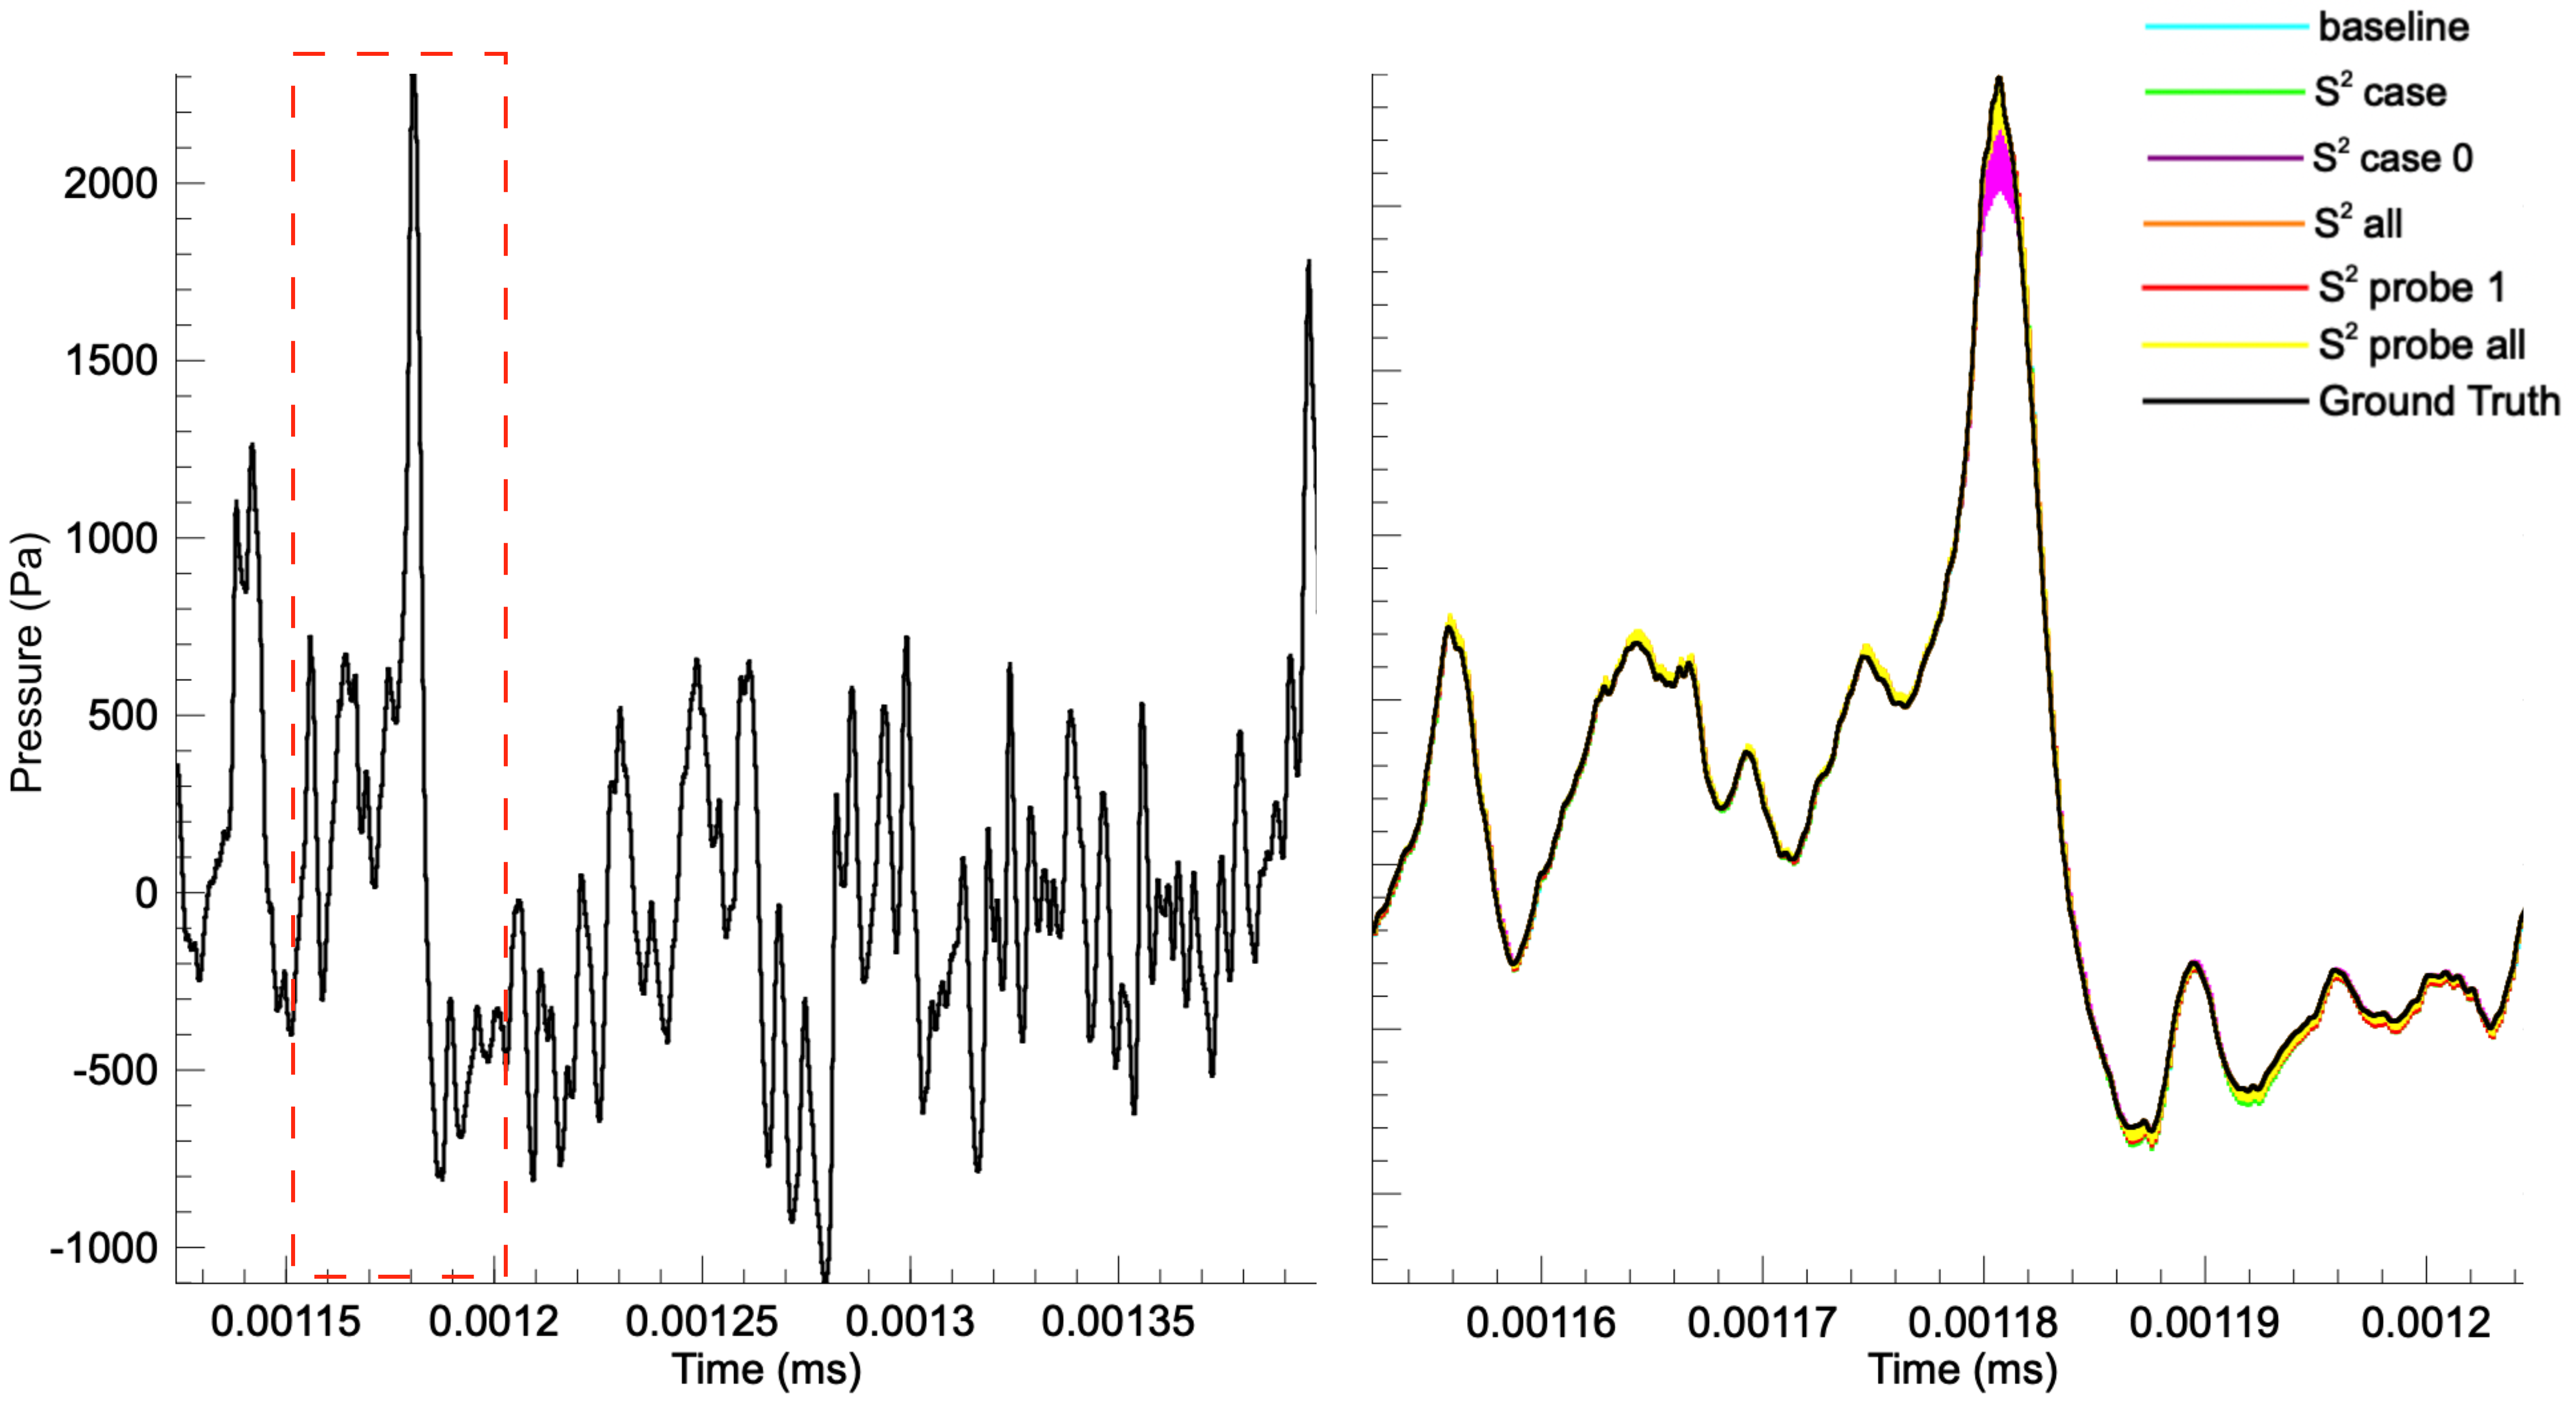 baseline
S² case
S² case 0
S² all
S² probe 1
S² probe all
Ground Truth
Pressure (Pa)
2000
1500
1000
500
0
-500
-1000
0.00115 0.0012 0.00125 0.0013 0.00135
Time (ms)
0.00116 0.00117 0.00118 0.00119 0.0012
Time (ms)